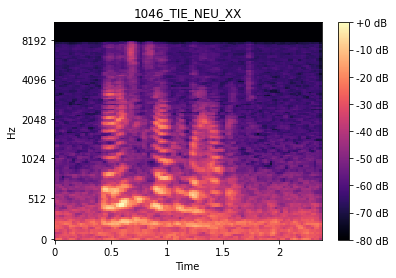 1046_TIE_NEU_XX
+0 dB
8192
-10 dB
4096
-20 dB
-30 dB
2048
Hz
-40 dB
1024
-50 dB
512
-60 dB
-70 dB
0
-80 dB
0 0.5 1 1.5 2
Time